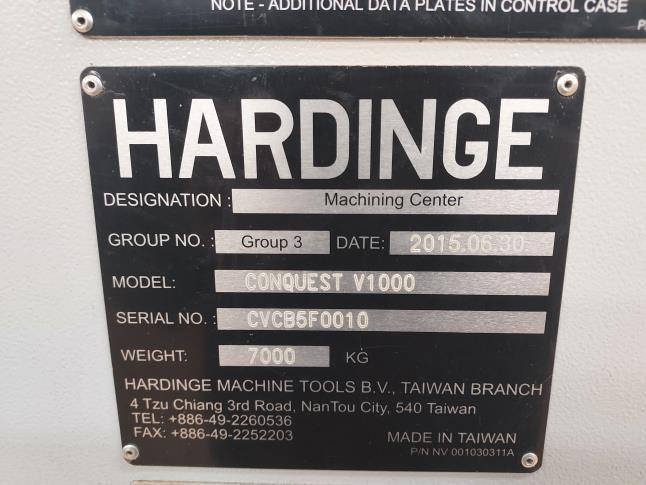 NOTE - ADDITIONAL DATA PLATES IN CONTROL CASE
HARDINGE
DESIGNATION : Machining Center
GROUP NO. : Group 3 DATE: 2015.06.30
MODEL: CONQUEST V1000
SERIAL NO. : CVCB5F0010
WEIGHT: 7000 KG
HARDINGE MACHINE TOOLS B.V., TAIWAN BRANCH
4 Tzu Chiang 3rd Road, NanTou City, 540 Taiwan
TEL: +886-49-2260536
FAX: +886-49-2252203
MADE IN TAIWAN
P/N NV 001030311A